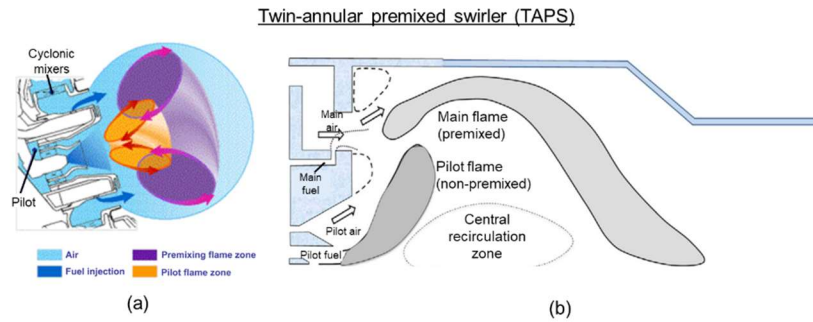 Twin-annular premixed swirler (TAPS)
Cyclonic
mixers
Pilot
Air
Fuel injection
Premixing flame zone
Pilot flame zone
(a)
Main
air
Main
fuel
Pilot air
Pilot fuel
Main flame
(premixed)
Pilot flame
(non-premixed)
Central
recirculation
zone
(b)